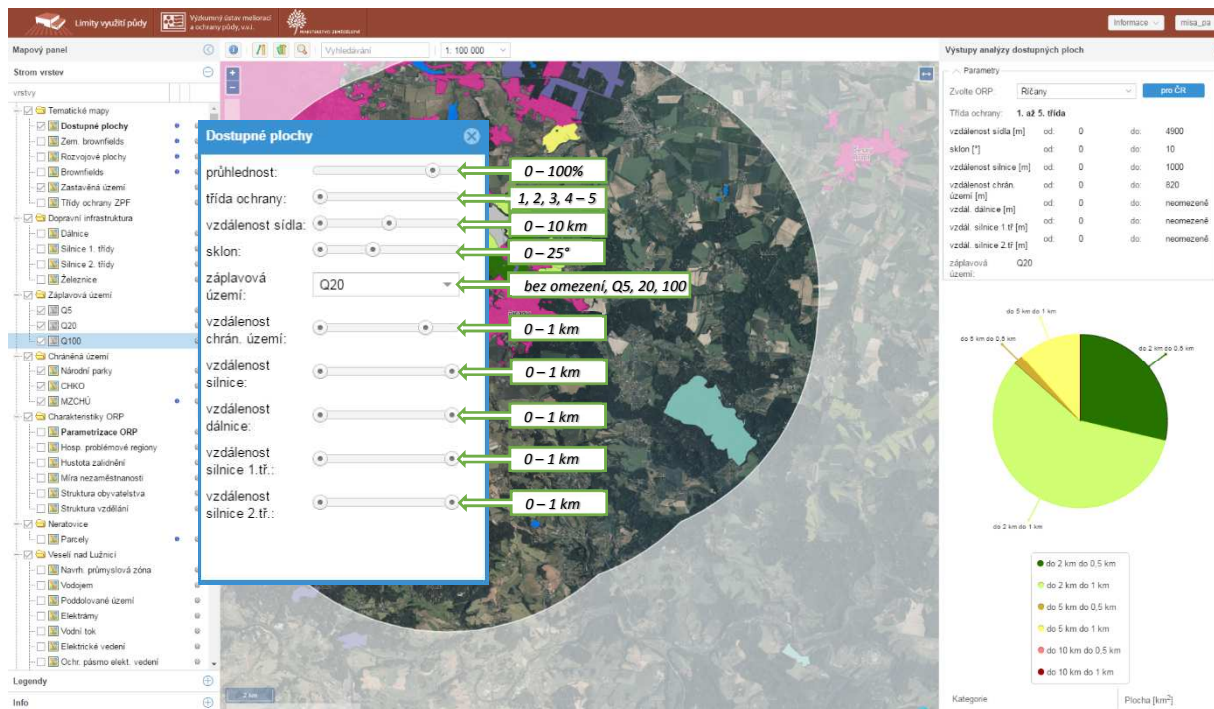 Limity využití půdy
Výzkumný ústav meliorací
a ochrany půdy, v.v.i.
MINISTERSTVO ZEMĚDĚLSTVÍ
Informace
misa_pa
Mapový panel
Strom vrstev
vrstvy
Tematické mapy
Dostupné plochy
Zem. brownfields
Rozvojové plochy
Brownfields
Zastavěná území
Třídy ochrany ZPF
Dopravní infrastruktura
Dálnice
Silnice 1. třídy
Silnice 2. třídy
Železnice
Záplavová území
Q5
Q20
Q100
Chráněná území
Národní parky
CHKO
MZCHÚ
Charakteristiky ORP
Parametrizace ORP
Hosp. problémové regiony
Hustota zalidnění
Míra nezaměstnanosti
Struktura obyvatelstva
Struktura vzdělání
Neratovice
Parcely
Veselí nad Lužnicí
Navrh. průmyslová zóna
Vodojem
Poddolované území
Elektrárny
Vodní tok
Elektrické vedení
Ochr. pásmo elekt. vedení
Legendy
Info
Vyhledávání
1: 100 000
Dostupné plochy
průhlednost:
0 – 100%
třída ochrany:
1, 2, 3, 4 – 5
vzdálenost sídla:
0 – 10 km
sklon:
0 – 25°
záplavová
území:
Q20
bez omezení, Q5, 20, 100
vzdálenost
chrán. území:
0 – 1 km
vzdálenost
silnice:
0 – 1 km
vzdálenost
dálnice:
0 – 1 km
vzdálenost
silnice 1.tř.:
0 – 1 km
vzdálenost
silnice 2.tř.:
0 – 1 km
2 km
Výstupy analýzy dostupných ploch
Parametry
Zvolte ORP:
Říčany
pro ČR
Třída ochrany: 1. až 5. třída
vzdálenost sídla [m] od: 0 do: 4900
sklon [°] od: 0 do: 10
vzdálenost silnice [m] od: 0 do: 1000
vzdálenost chrán. od: 0 do: 820
území [m]
vzdál. dálnice [m] od: 0 do: neomezeně
vzdál. silnice 1.tř [m] od: 0 do: neomezeně
vzdál. silnice 2.tř [m] od: 0 do: neomezeně
záplavová Q20
území:
do 5 km do 1 km
do 5 km do 0,5 km
do 2 km do 0,5 km
do 2 km do 1 km
do 2 km do 0,5 km
do 2 km do 1 km
do 5 km do 0,5 km
do 5 km do 1 km
do 10 km do 0,5 km
do 10 km do 1 km
Kategorie
Plocha [km²]